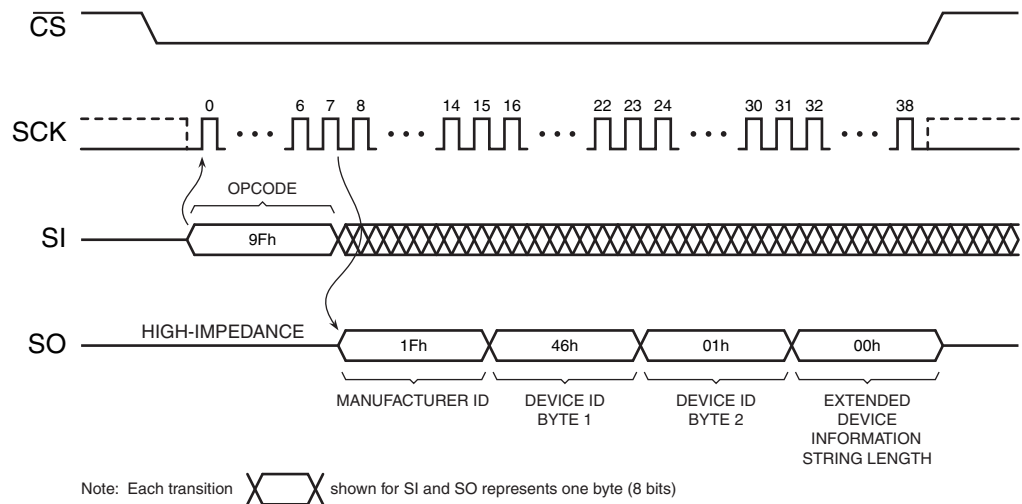 CS
0 6 7 8 14 15 16 22 23 24 30 31 32 38
SCK
OPCODE
SI
9Fh
HIGH-IMPEDANCE
SO
1Fh 46h 01h 00h
MANUFACTURER ID
DEVICE ID
BYTE 1
DEVICE ID
BYTE 2
EXTENDED
DEVICE
INFORMATION
STRING LENGTH
Note: Each transition shown for SI and SO represents one byte (8 bits)